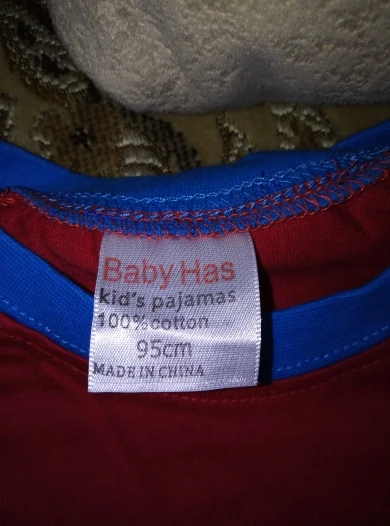 Baby Has
kid's pajamas
100%cotton
95cm
MADE IN CHINA